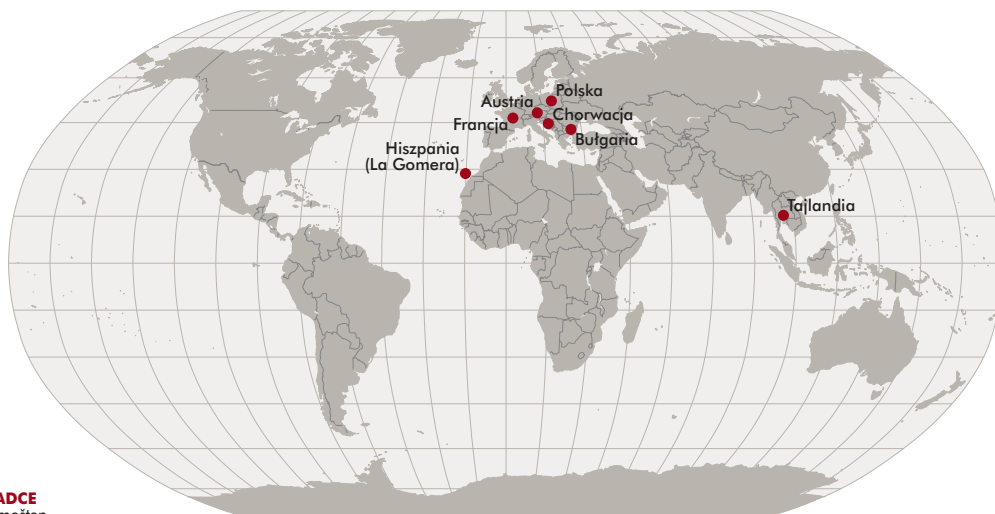 Polska
Austria
Chorwacja
Francja
Bułgaria
Hiszpania
(La Gomera)
Tajlandia
ADCE